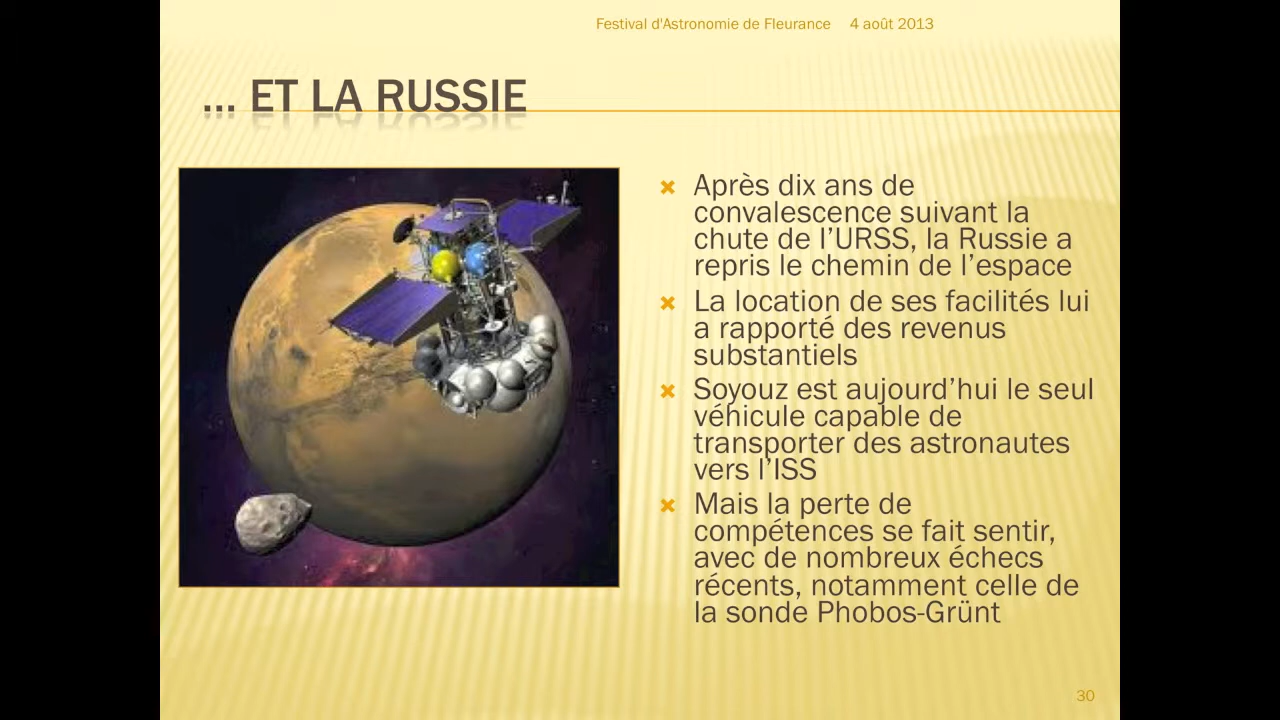 Festival d'Astronomie de Fleurance 4 août 2013
... ET LA RUSSIE
Après dix ans de
convalescence suivant la
chute de l’URSS, la Russie a
repris le chemin de l’espace
La location de ses facilités lui
a rapporté des revenus
substantiels
Soyouz est aujourd’hui le seul
véhicule capable de
transporter des astronautes
vers l’ISS
Mais la perte de
compétences se fait sentir,
avec de nombreux échecs
récents, notamment celle de
la sonde Phobos-Grünt
30